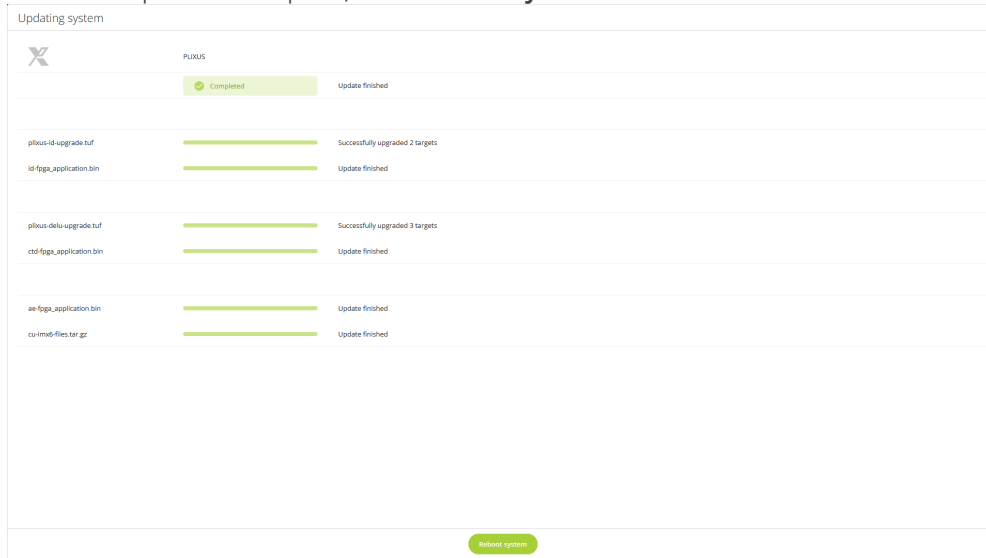 Updating system
PLIXUS
Completed Update finished
plixus-id-upgrade.tuf Successfully upgraded 2 targets
id-fpga_application.bin Update finished
plixus-delu-upgrade.tuf Successfully upgraded 3 targets
ctd-fpga_application.bin Update finished
ae-fpga_application.bin Update finished
cu-imx6-files.tar.gz Update finished
Reboot system